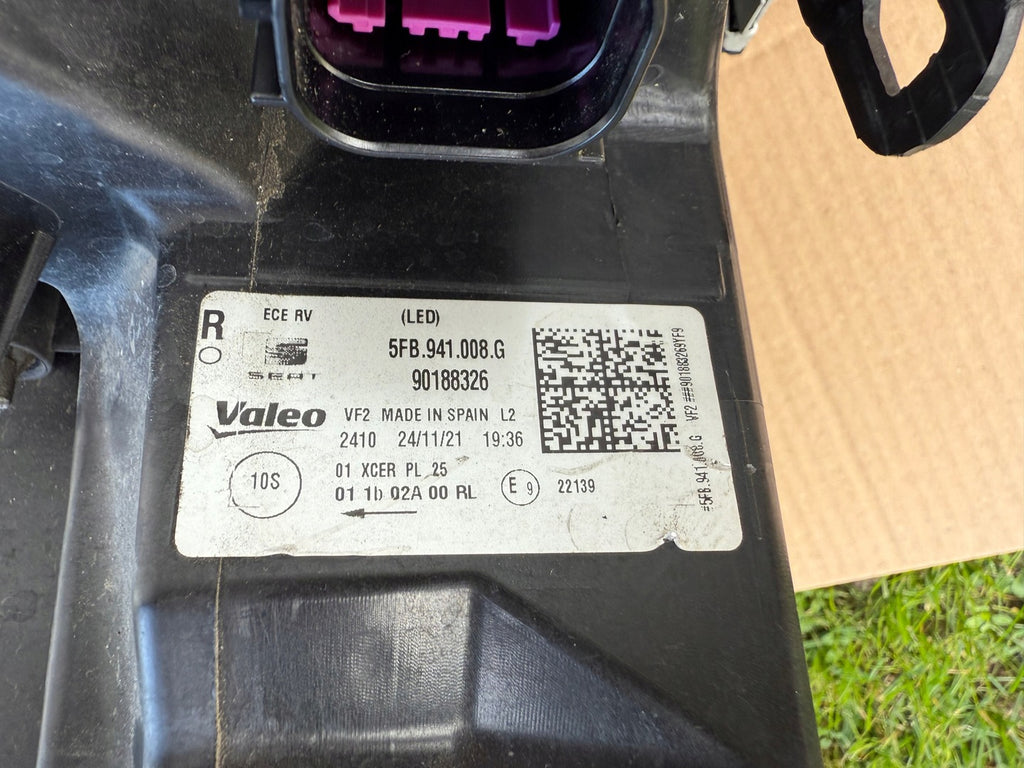 R
ECE RV (LED)
SEAT
5FB.941.008.G
90188326
Valeo
VF2 MADE IN SPAIN L2
2410 24/11/21 19:36
10S
01 XCER PL 25
01 1b 02A 00 RL
E 9
22139
#5FB.941.008.G VF2 ###901883269YF9